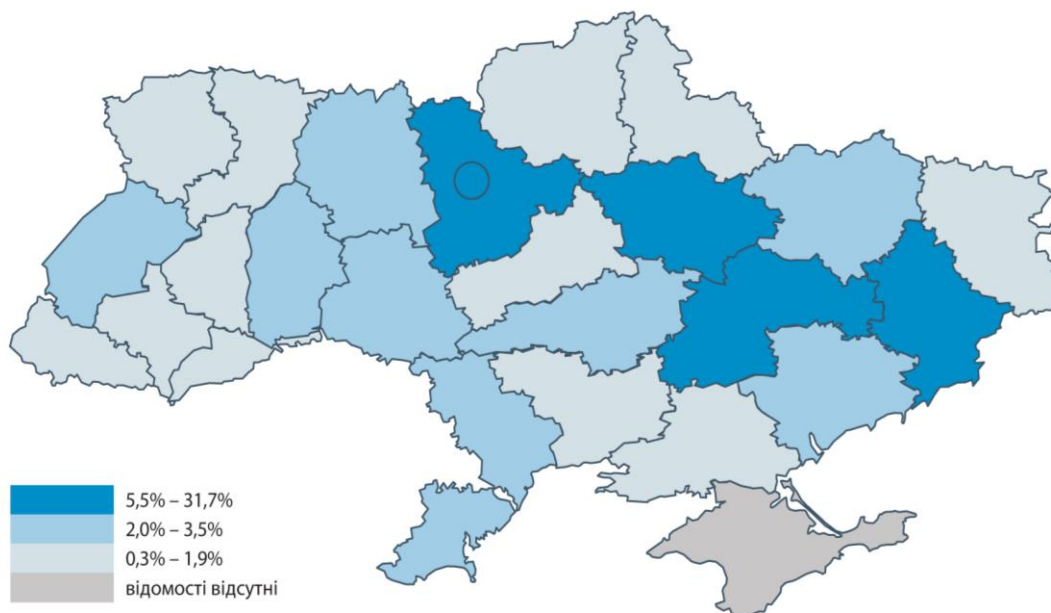 5,5% – 31,7%
2,0% – 3,5%
0,3% – 1,9%
відомості відсутні